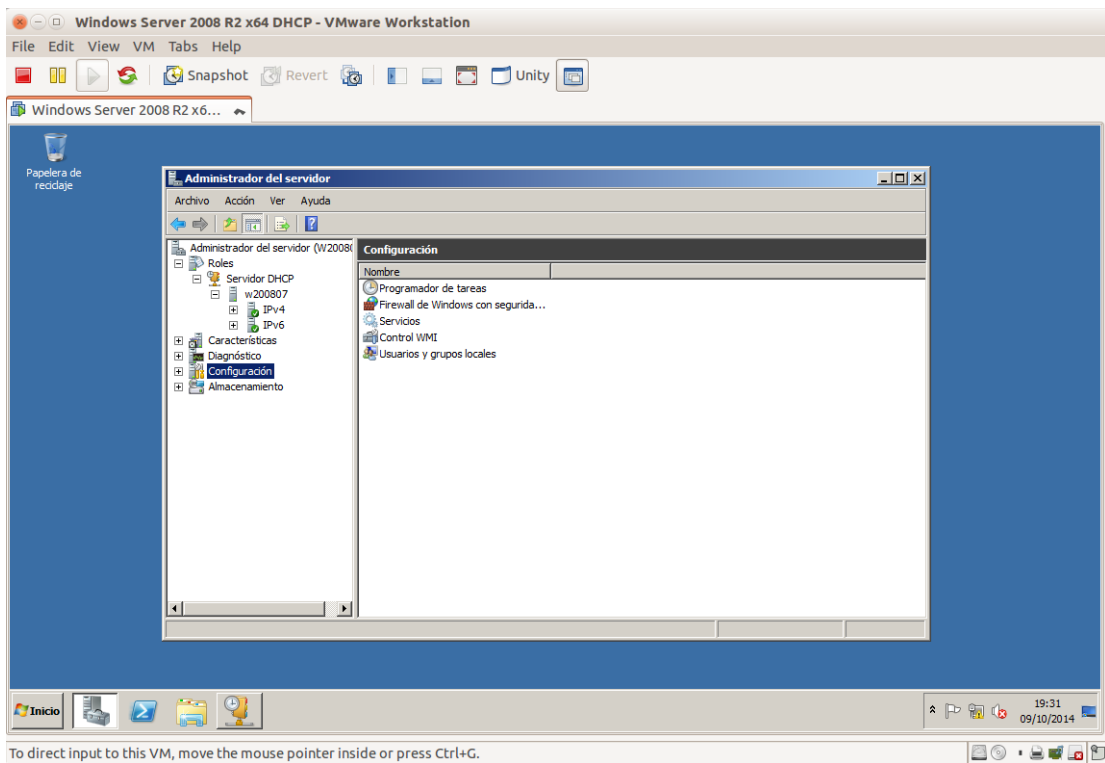 Windows Server 2008 R2 x64 DHCP - VMware Workstation
File Edit View VM Tabs Help
Snapshot Revert Unity
Windows Server 2008 R2 x6...
Papelera de
reciclaje
Administrador del servidor
Archivo Acción Ver Ayuda
Administrador del servidor (W20080
Roles
Servidor DHCP
w200807
IPv4
IPv6
Características
Diagnóstico
Configuración
Almacenamiento
Configuración
Nombre
Programador de tareas
Firewall de Windows con segurida...
Servicios
Control WMI
Usuarios y grupos locales
Inicio
19:31
09/10/2014
To direct input to this VM, move the mouse pointer inside or press Ctrl+G.